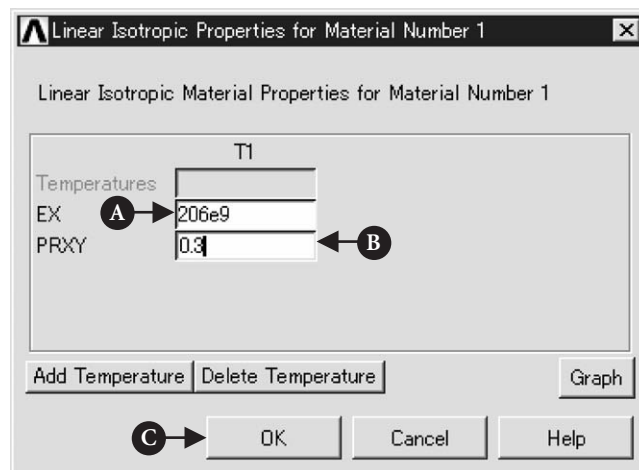 Linear Isotropic Properties for Material Number 1
Linear Isotropic Material Properties for Material Number 1
T1
Temperatures
EX A 206e9
PRXY 0.3 B
Add Temperature Delete Temperature Graph
C OK Cancel Help